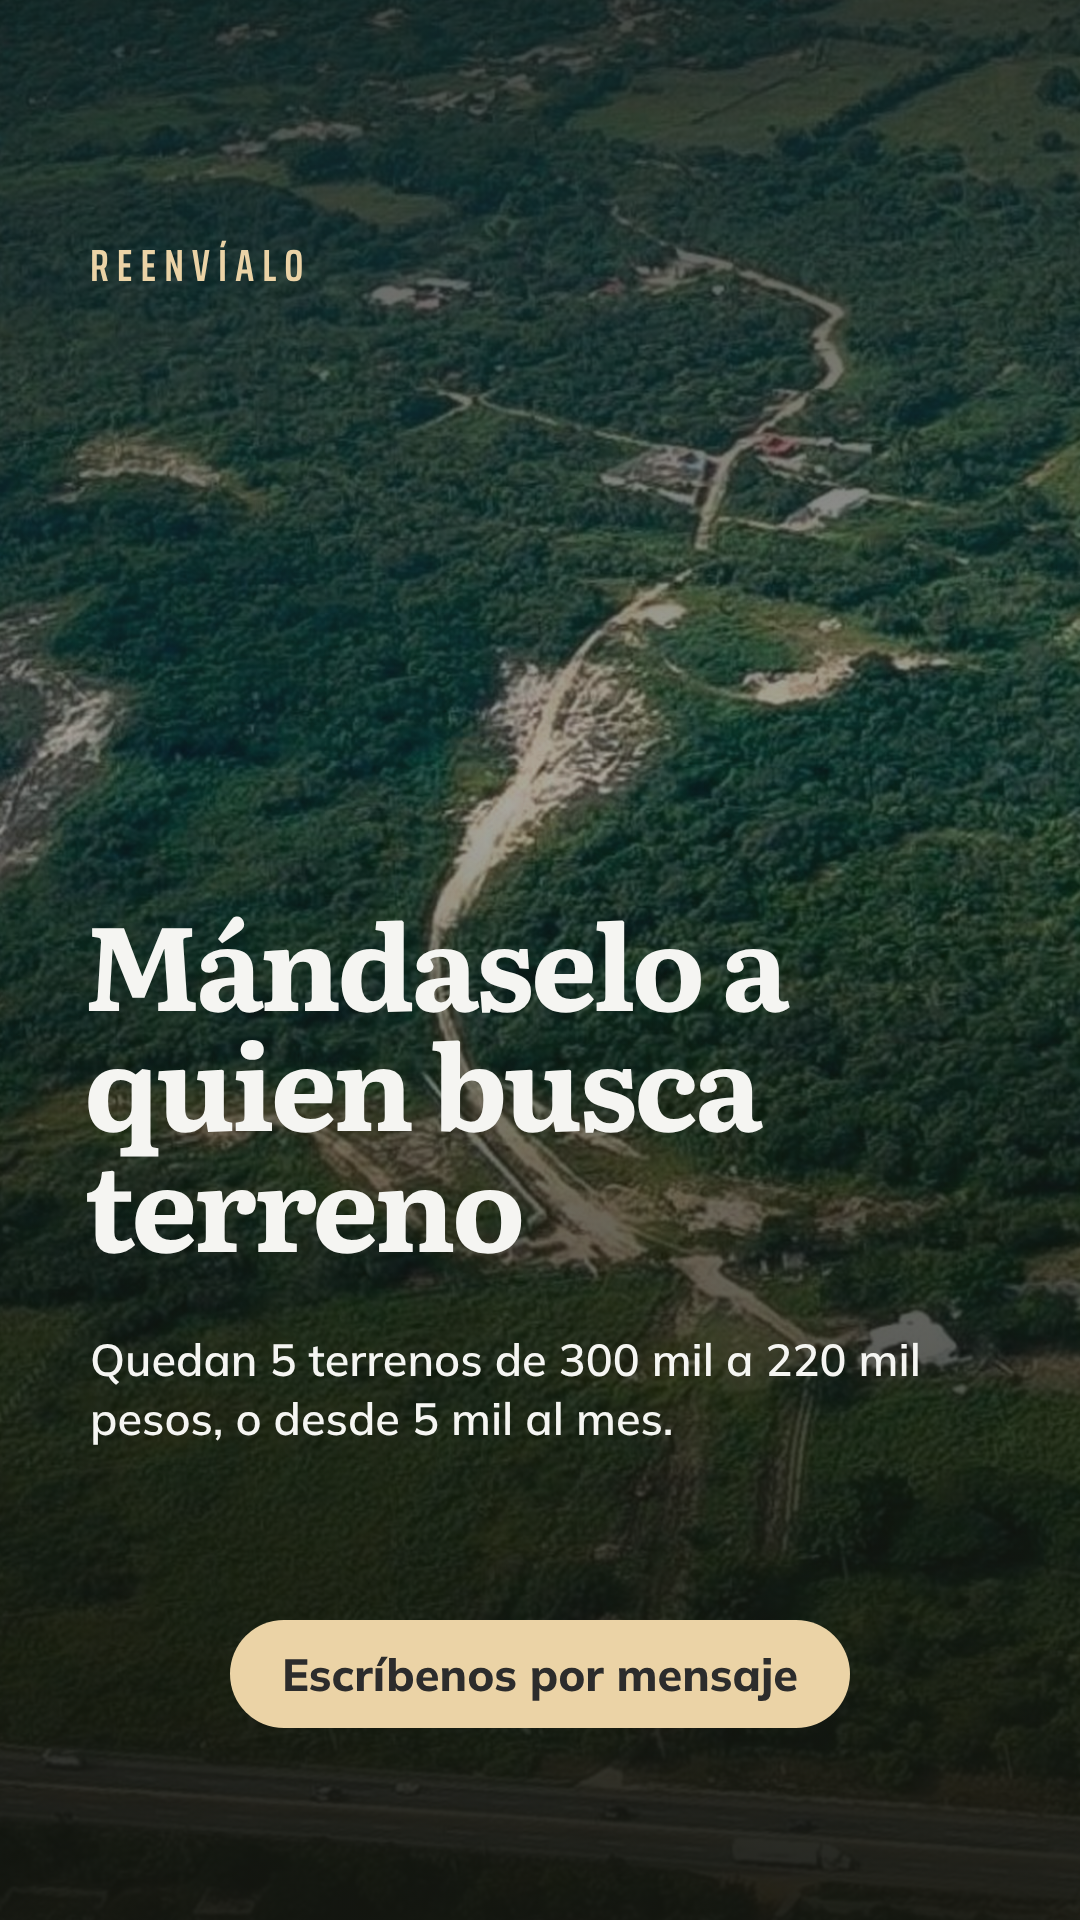 REENVÍALO
Mándaselo a
quien busca
terreno
Quedan 5 terrenos de 300 mil a 220 mil
pesos, o desde 5 mil al mes.
Escríbenos por mensaje